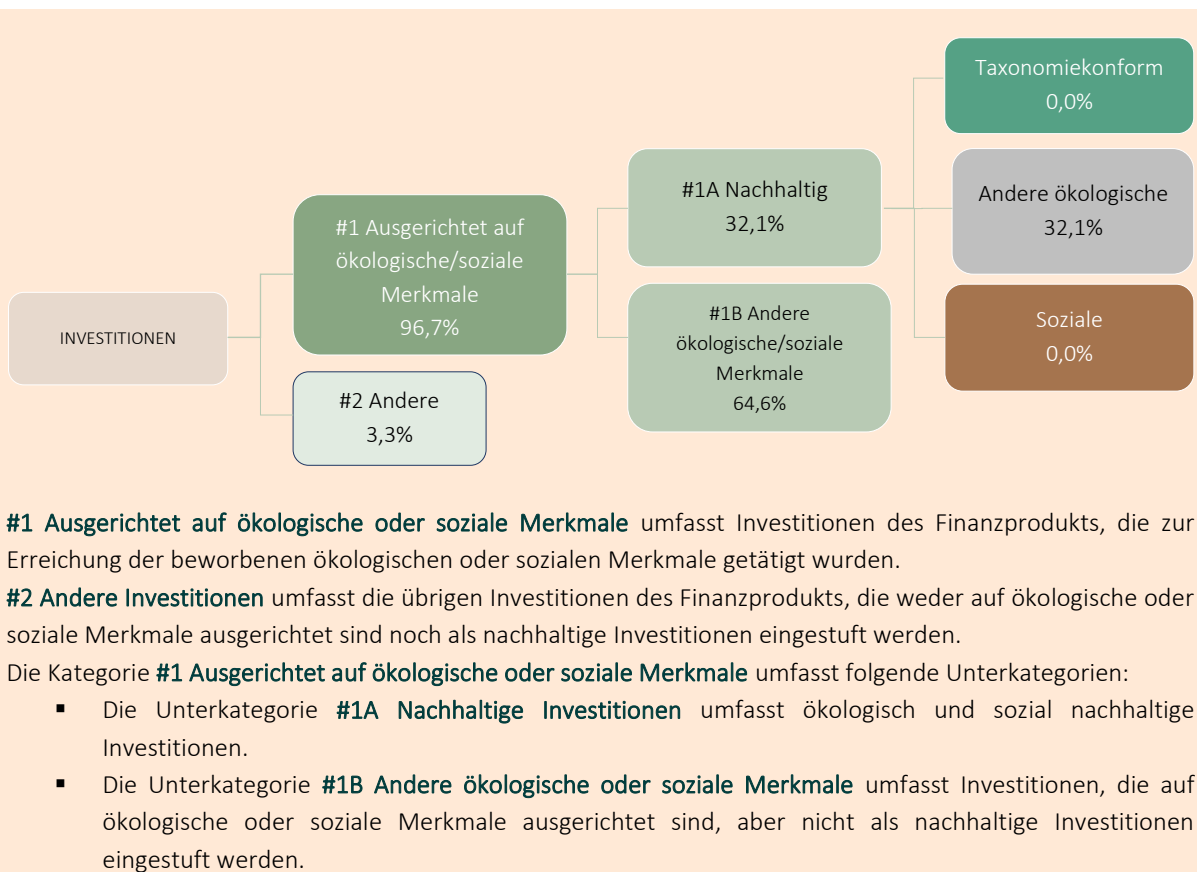 INVESTITIONEN
#1 Ausgerichtet auf
ökologische/soziale
Merkmale
96,7%
#2 Andere
3,3%
#1A Nachhaltig
32,1%
#1B Andere
ökologische/soziale
Merkmale
64,6%
Taxonomiekonform
0,0%
Andere ökologische
32,1%
Soziale
0,0%
#1 Ausgerichtet auf ökologische oder soziale Merkmale umfasst Investitionen des Finanzprodukts, die zur
Erreichung der beworbenen ökologischen oder sozialen Merkmale getätigt wurden.
#2 Andere Investitionen umfasst die übrigen Investitionen des Finanzprodukts, die weder auf ökologische oder
soziale Merkmale ausgerichtet sind noch als nachhaltige Investitionen eingestuft werden.
Die Kategorie #1 Ausgerichtet auf ökologische oder soziale Merkmale umfasst folgende Unterkategorien:
▪ Die Unterkategorie #1A Nachhaltige Investitionen umfasst ökologisch und sozial nachhaltige
Investitionen.
▪ Die Unterkategorie #1B Andere ökologische oder soziale Merkmale umfasst Investitionen, die auf
ökologische oder soziale Merkmale ausgerichtet sind, aber nicht als nachhaltige Investitionen
eingestuft werden.